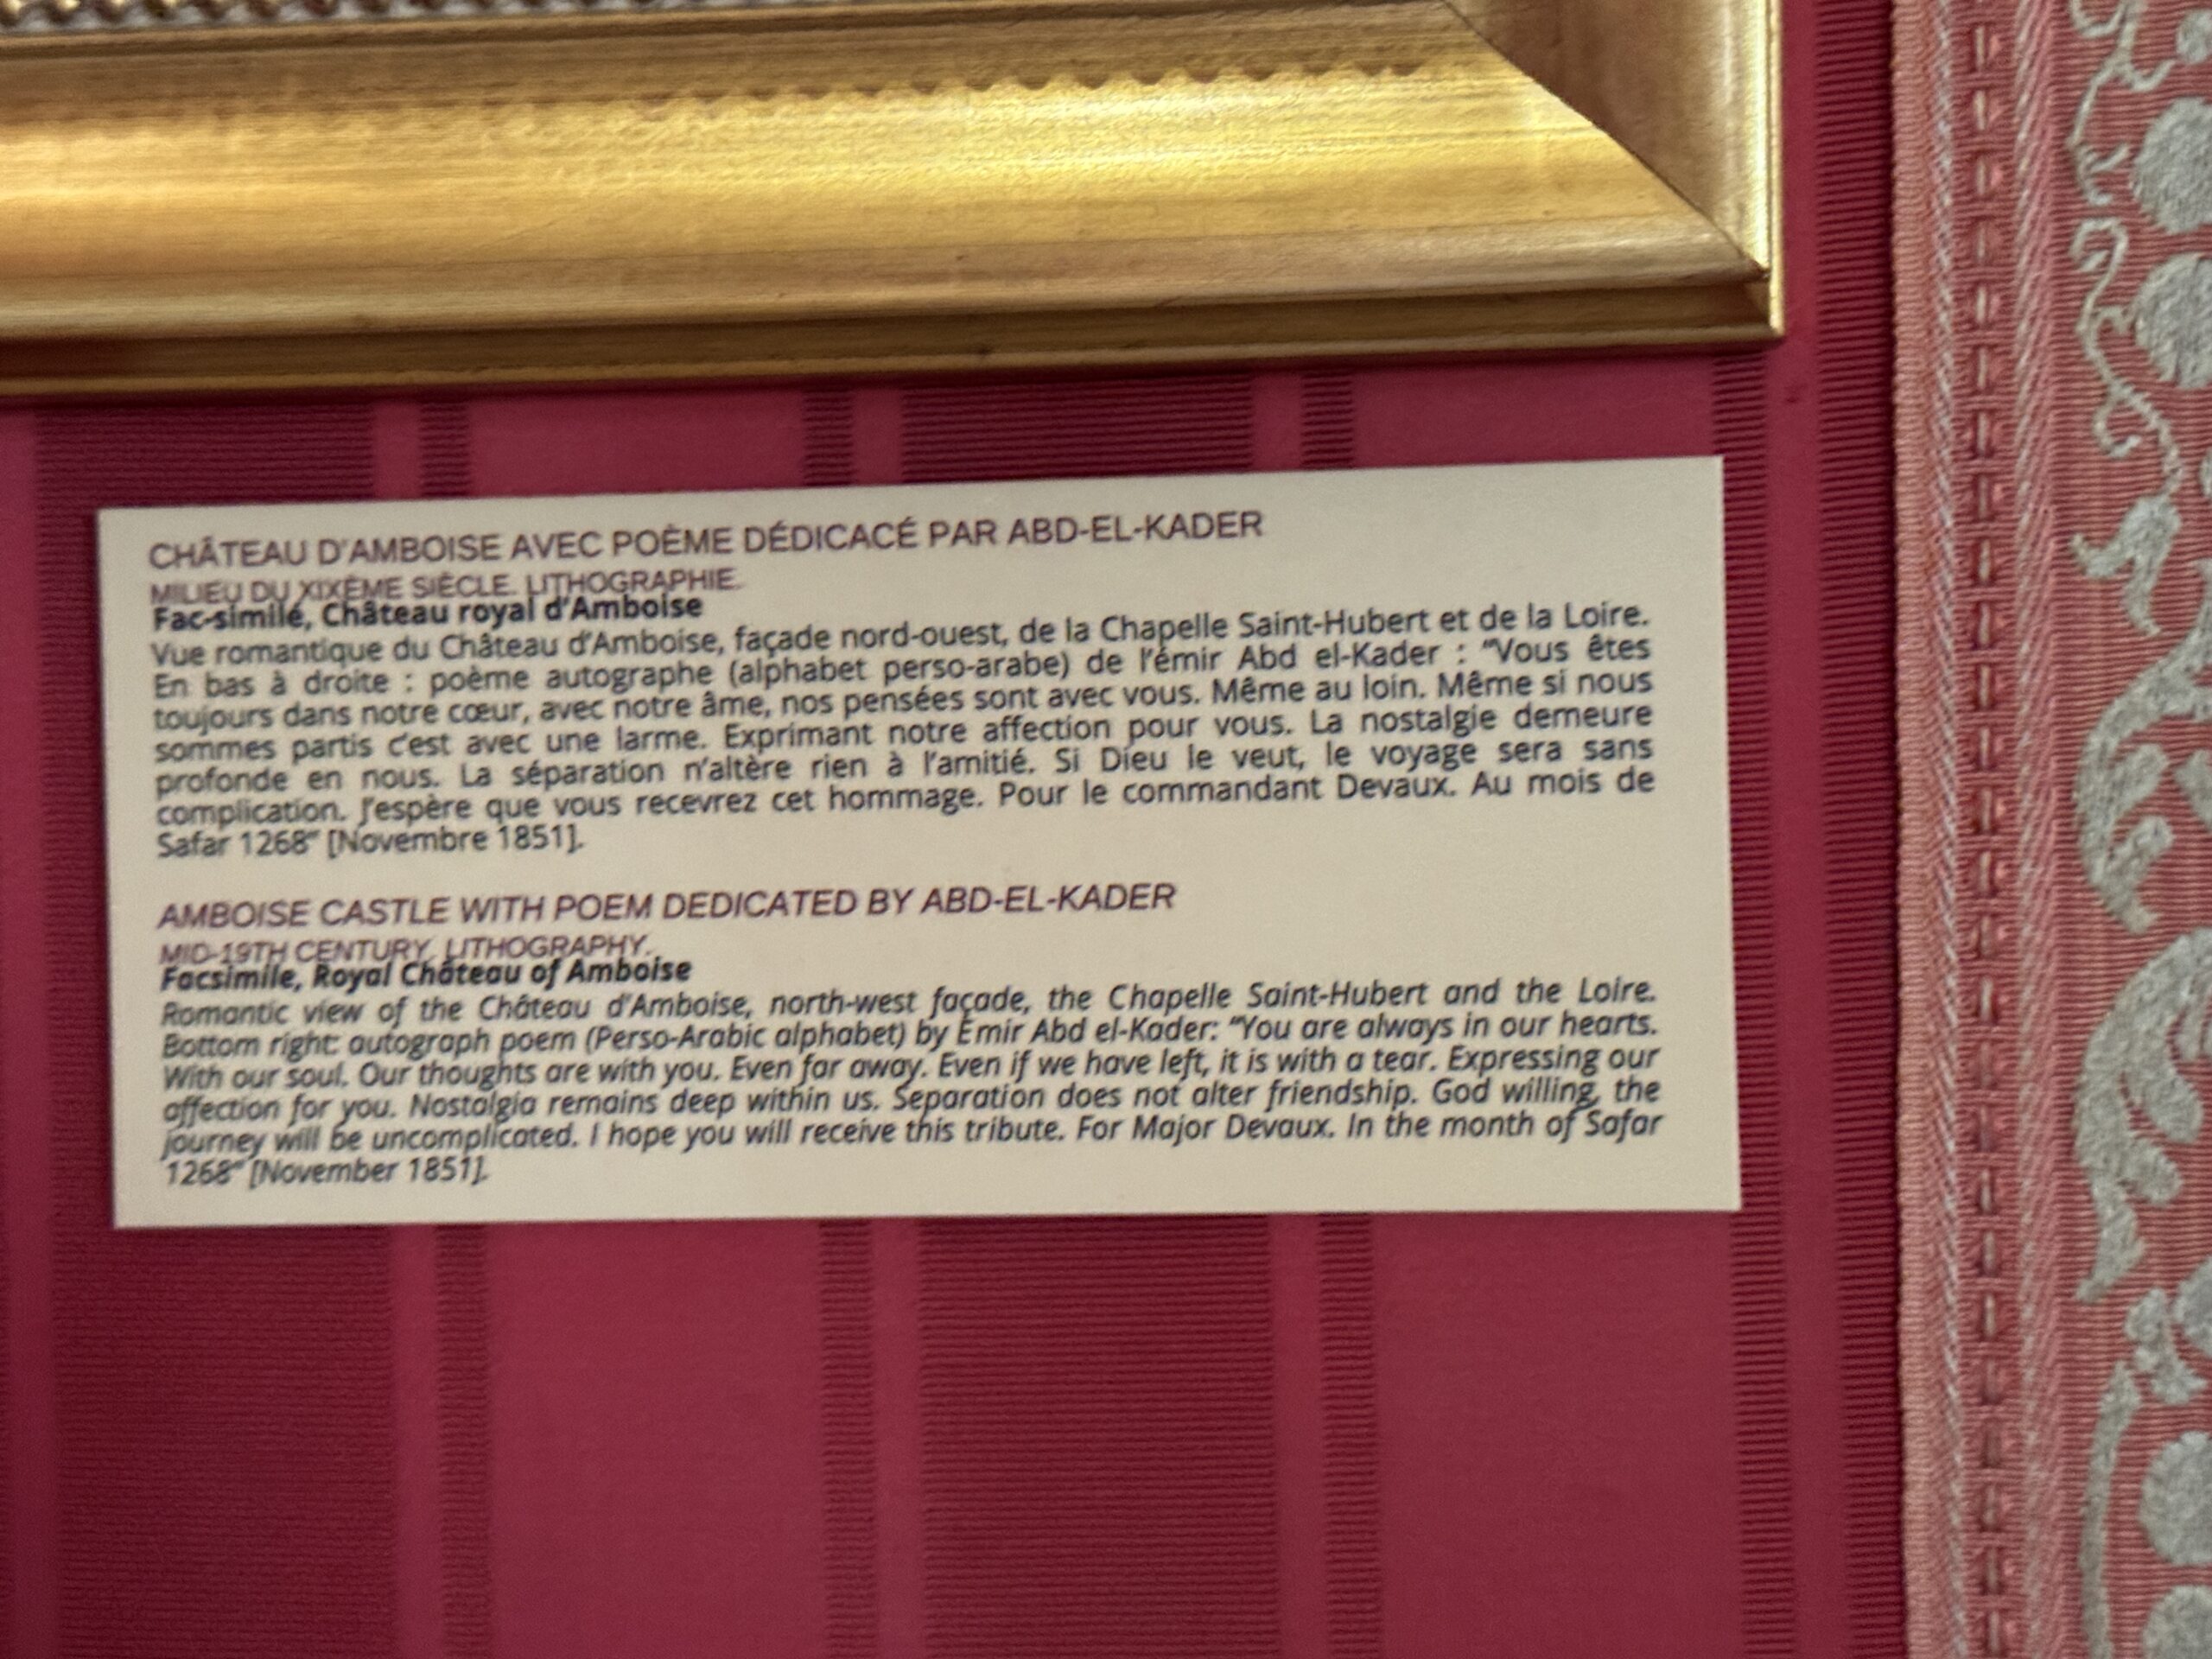 CHÂTEAU D'AMBOISE AVEC POÈME DÉDICACÉ PAR ABD-EL-KADER
MILIEU DU XIXÈME SIÈCLE. LITHOGRAPHIE.
Fac-similé, Château royal d'Amboise
Vue romantique du Château d'Amboise, façade nord-ouest, de la Chapelle Saint-Hubert et de la Loire.
En bas à droite : poème autographe (alphabet perso-arabe) de l'émir Abd el-Kader : "Vous êtes
toujours dans notre cœur, avec notre âme, nos pensées sont avec vous. Même au loin. Même si nous
sommes partis c'est avec une larme. Exprimant notre affection pour vous. La nostalgie demeure
profonde en nous. La séparation n'altère rien à l'amitié. Si Dieu le veut, le voyage sera sans
complication. J'espère que vous recevrez cet hommage. Pour le commandant Devaux. Au mois de
Safar 1268" [Novembre 1851].
AMBOISE CASTLE WITH POEM DEDICATED BY ABD-EL-KADER
MID-19TH CENTURY. LITHOGRAPHY.
Facsimile, Royal Château of Amboise
Romantic view of the Château d'Amboise, north-west façade, the Chapelle Saint-Hubert and the Loire.
Bottom right: autograph poem (Perso-Arabic alphabet) by Émir Abd el-Kader: "You are always in our hearts.
With our soul. Our thoughts are with you. Even far away. Even if we have left, it is with a tear. Expressing our
affection for you. Nostalgia remains deep within us. Separation does not alter friendship. God willing, the
journey will be uncomplicated. I hope you will receive this tribute. For Major Devaux. In the month of Safar
1268" [November 1851].